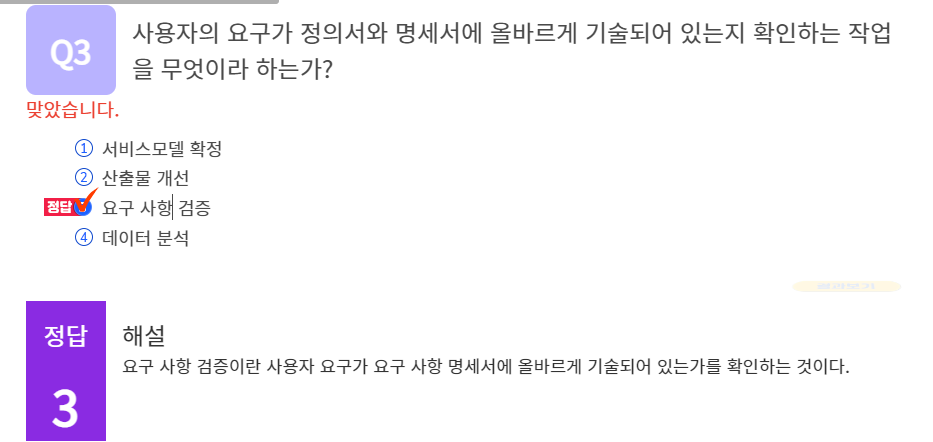 Q3
사용자의 요구가 정의서와 명세서에 올바르게 기술되어 있는지 확인하는 작업
을 무엇이라 하는가?
맞았습니다.
① 서비스모델 확정
② 산출물 개선
정답 요구 사항 검증
④ 데이터 분석
정답
3
해설
요구 사항 검증이란 사용자 요구가 요구 사항 명세서에 올바르게 기술되어 있는가를 확인하는 것이다.